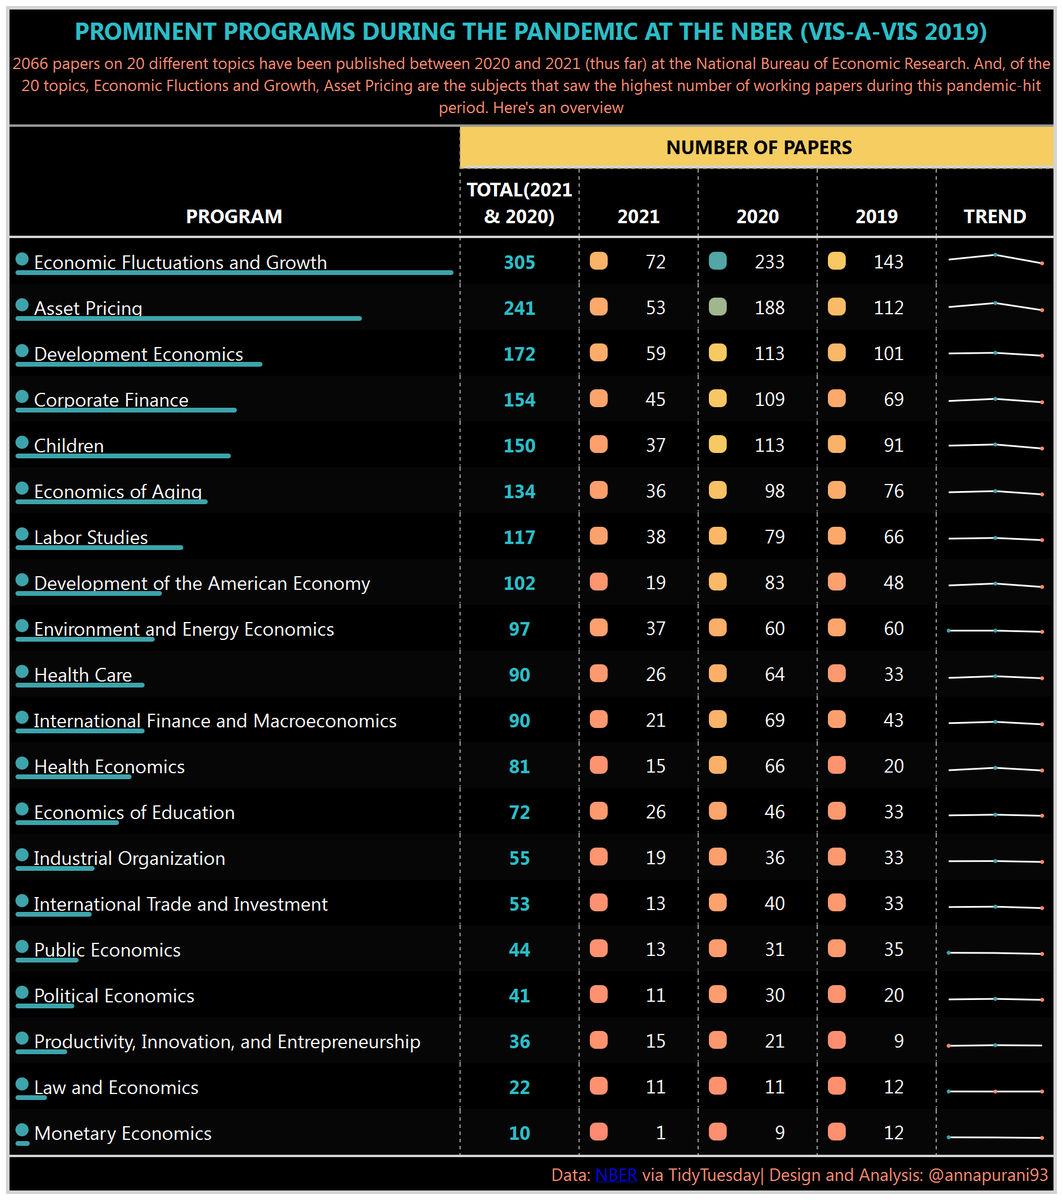 PROMINENT PROGRAMS DURING THE PANDEMIC AT THE NBER (VIS-A-VIS 2019)
2066 papers on 20 different topics have been published between 2020 and 2021 (thus far) at the National Bureau of Economic Research. And, of the
20 topics, Economic Fluctions and Growth, Asset Pricing are the subjects that saw the highest number of working papers during this pandemic-hit
period. Here's an overview
NUMBER OF PAPERS
PROGRAM TOTAL(2021 & 2020) 2021 2020 2019 TREND
Economic Fluctuations and Growth 305 72 233 143
Asset Pricing 241 53 188 112
Development Economics 172 59 113 101
Corporate Finance 154 45 109 69
Children 150 37 113 91
Economics of Aging 134 36 98 76
Labor Studies 117 38 79 66
Development of the American Economy 102 19 83 48
Environment and Energy Economics 97 37 60 60
Health Care 90 26 64 33
International Finance and Macroeconomics 90 21 69 43
Health Economics 81 15 66 20
Economics of Education 72 26 46 33
Industrial Organization 55 19 36 33
International Trade and Investment 53 13 40 33
Public Economics 44 13 31 35
Political Economics 41 11 30 20
Productivity, Innovation, and Entrepreneurship 36 15 21 9
Law and Economics 22 11 11 12
Monetary Economics 10 1 9 12
Data: NBER via TidyTuesday| Design and Analysis: @annapurani93